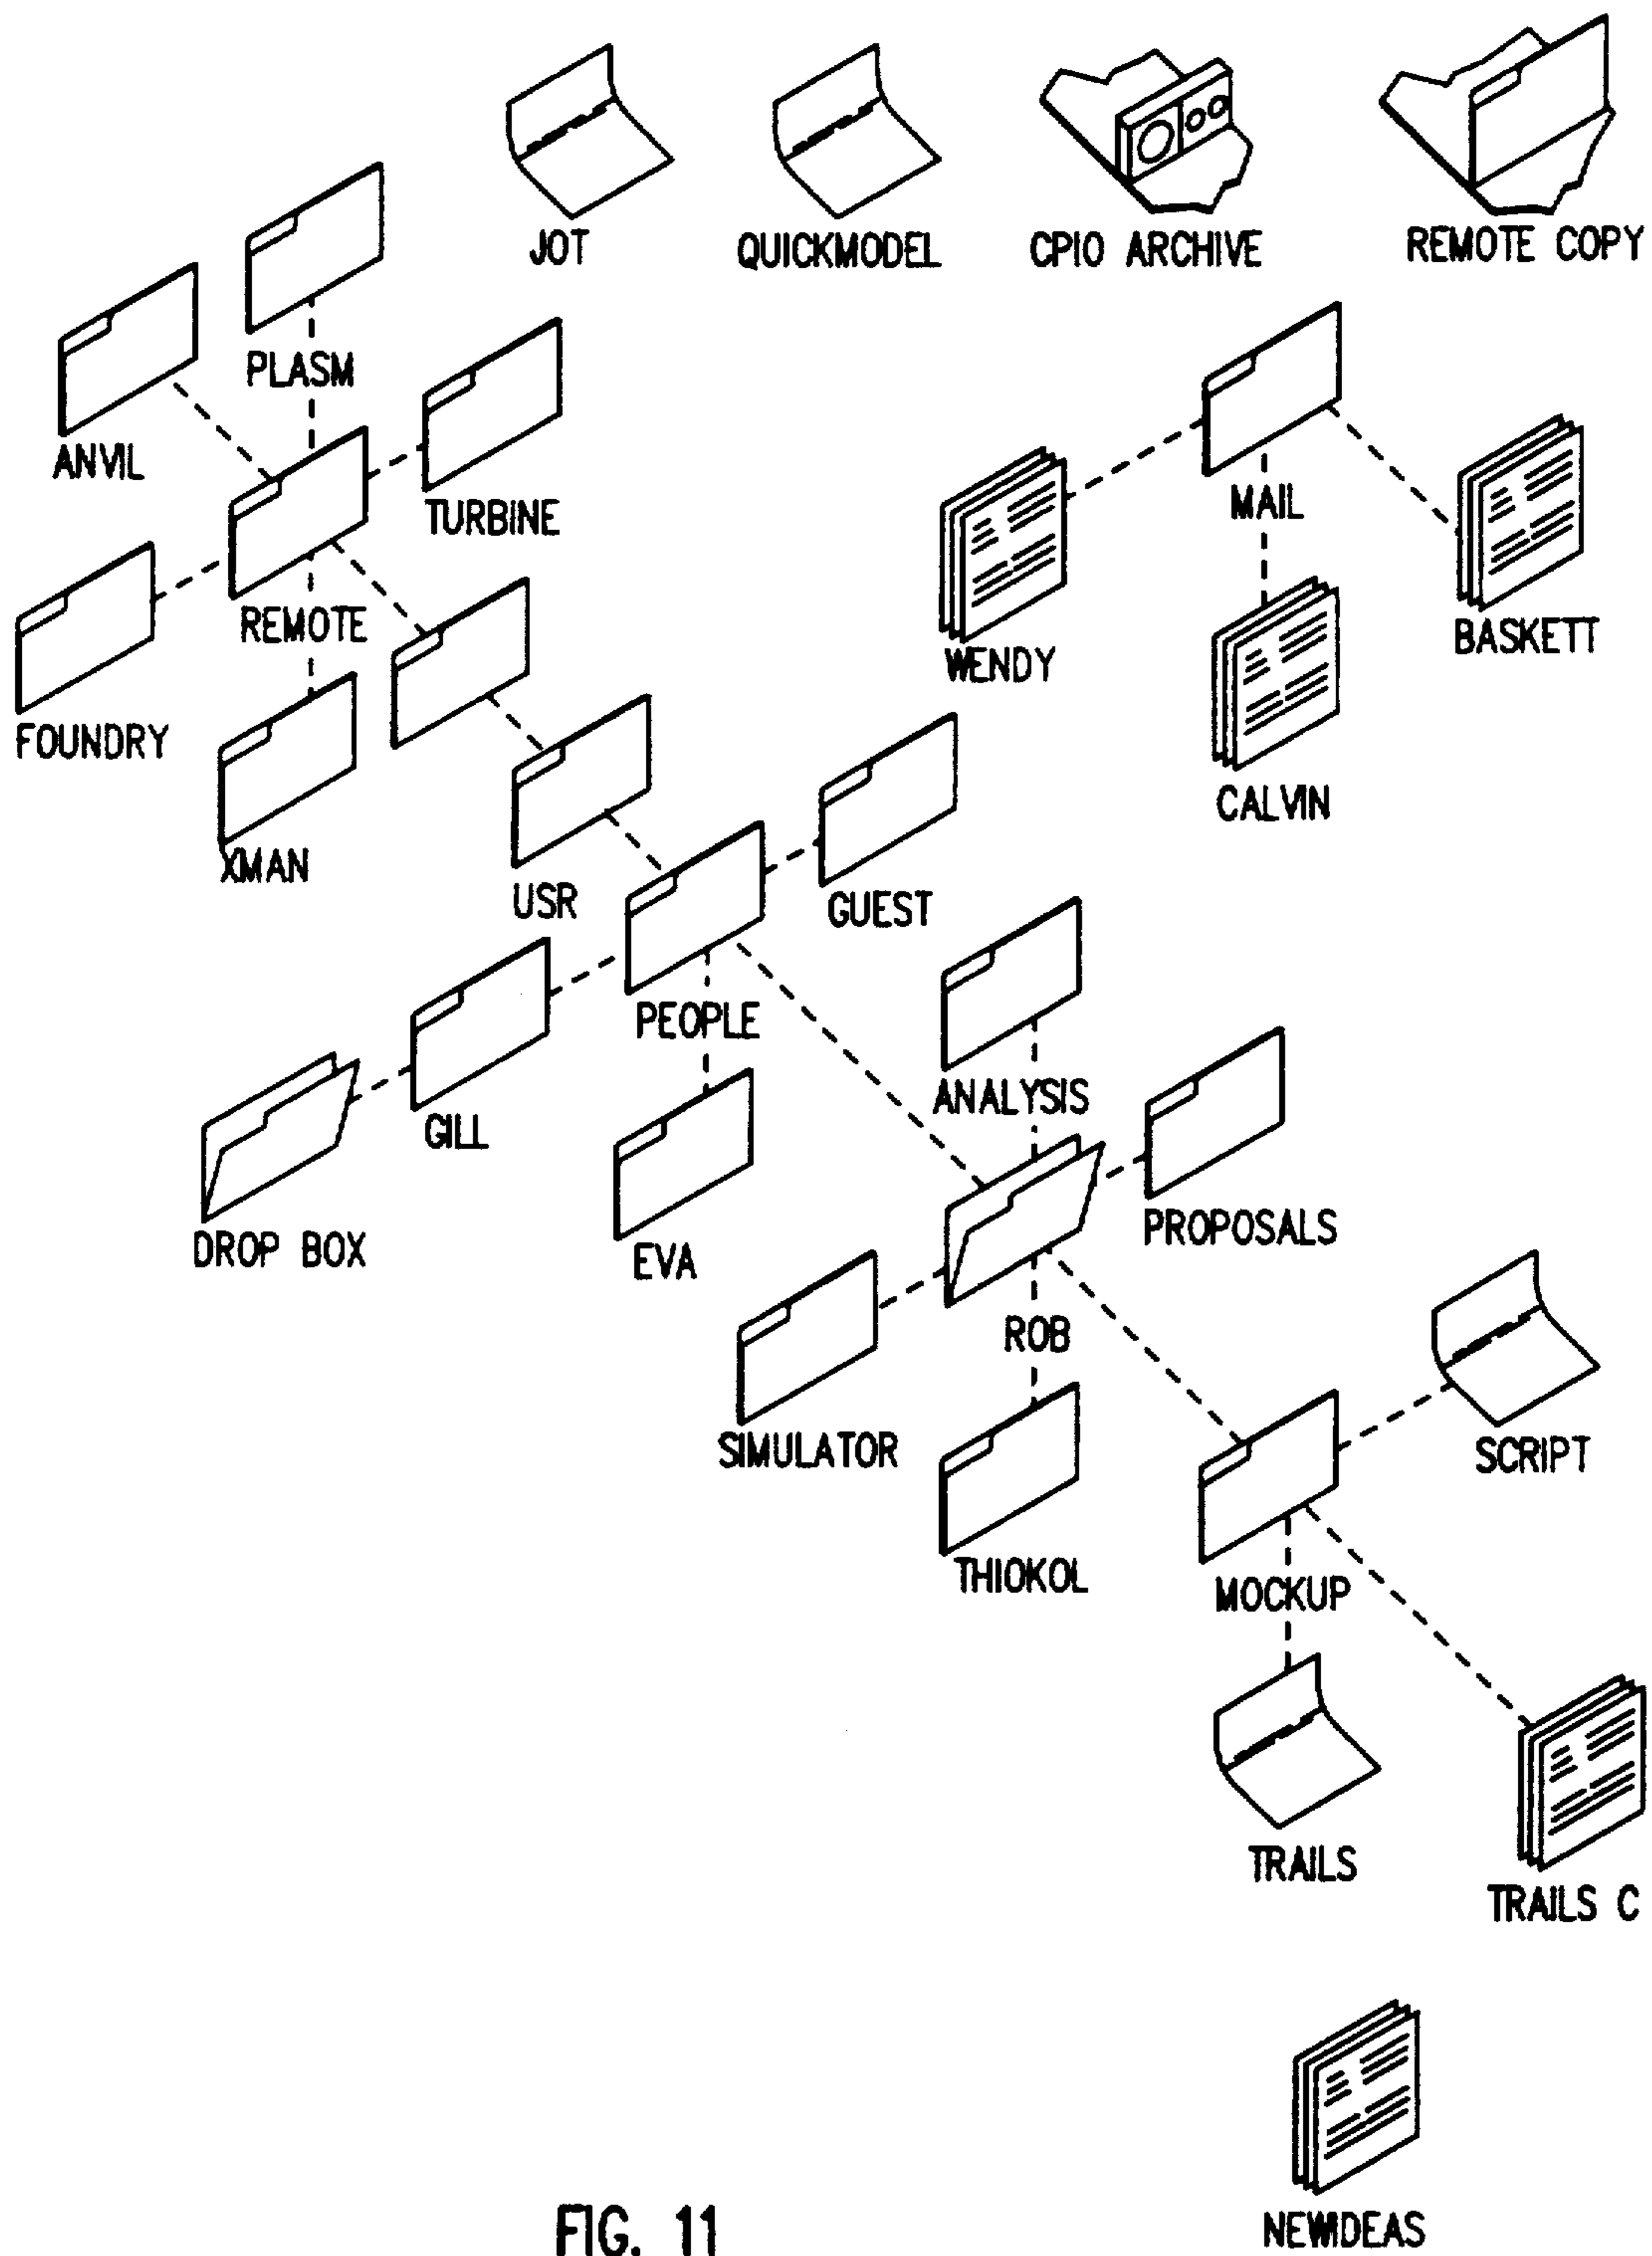 JOT
QUICKMODEL
CPIO ARCHIVE
REMOTE COPY
PLASM
ANVIL
TURBINE
MAIL
REMOTE
BASKETT
WENDY
FOUNDRY
CALVIN
XMAN
USR
GUEST
PEOPLE
ANALYSIS
GILL
PROPOSALS
DROP BOX
EVA
ROB
SIMULATOR
SCRIPT
THIOKOL
MOCKUP
TRAILS
TRAILS C
NEWIDEAS
FIG. 11